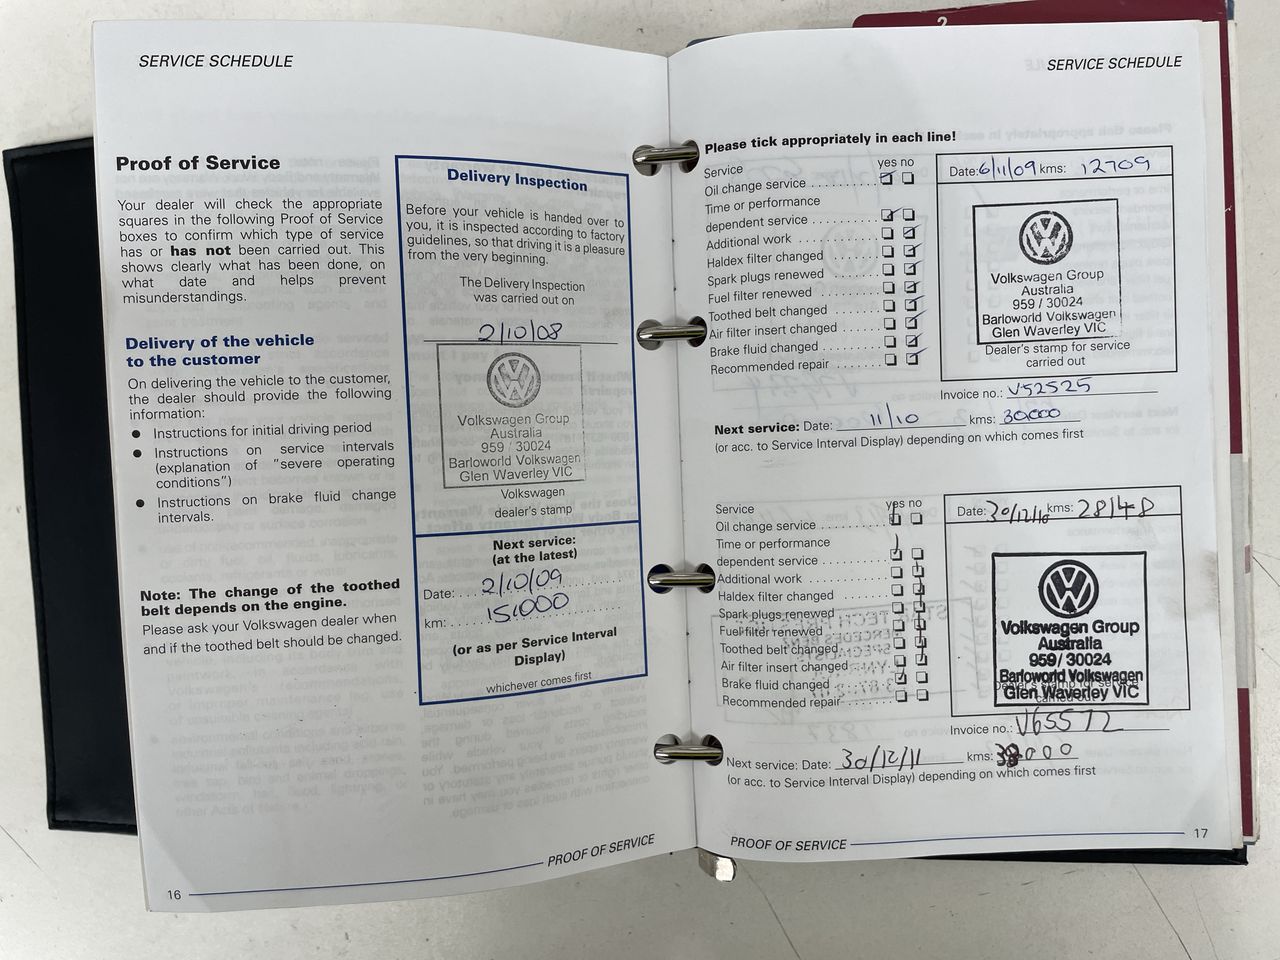 SERVICE SCHEDULE
Proof of Service
Your dealer will check the appropriate
squares in the following Proof of Service
boxes to confirm which type of service
has or has not been carried out. This
shows clearly what has been done, on
what date and helps prevent
misunderstandings.
Delivery of the vehicle
to the customer
On delivering the vehicle to the customer,
the dealer should provide the following
information:
● Instructions for initial driving period
● Instructions on service intervals
(explanation of "severe operating
conditions")
● Instructions on brake fluid change
intervals.
Note: The change of the toothed
belt depends on the engine.
Please ask your Volkswagen dealer when
and if the toothed belt should be changed.
Delivery Inspection
Before your vehicle is handed over to
you, it is inspected according to factory
guidelines, so that driving it is a pleasure
from the very beginning.
The Delivery Inspection
was carried out on
2/10/08
Volkswagen Group
Australia
959 / 30024
Barloworld Volkswagen
Glen Waverley VIC
Volkswagen
dealer's stamp
Next service:
(at the latest)
Date: 2/10/09
km: 15,000
(or as per Service Interval
Display)
whichever comes first
PROOF OF SERVICE
16
2
SERVICE SCHEDULE
Please tick appropriately in each line!
Service yes no
Oil change service
Time or performance
dependent service
Additional work
Haldex filter changed
Spark plugs renewed
Fuel filter renewed
Toothed belt changed
Air filter insert changed
Brake fluid changed
Recommended repair
Date: 6/11/09 kms: 12709
Volkswagen Group
Australia
959 / 30024
Barloworld Volkswagen
Glen Waverley VIC
Dealer's stamp for service
carried out
Invoice no.: V52525
Next service: Date: 11/10 kms: 30,000
(or acc. to Service Interval Display) depending on which comes first
Service yes no
Oil change service
Time or performance
dependent service
Additional work
Haldex filter changed
Spark plugs renewed
Fuel filter renewed
Toothed belt changed
Air filter insert changed
Brake fluid changed
Recommended repair
Date: 30/12/10 kms: 28148
Volkswagen Group
Australia
959/30024
Barloworld Volkswagen
Glen Waverley VIC
Dealer's stamp for service
carried out
Invoice no.: V65572
Next service: Date: 30/12/11 kms:
(or acc. to Service Interval Display) depending on which comes first
PROOF OF SERVICE
17